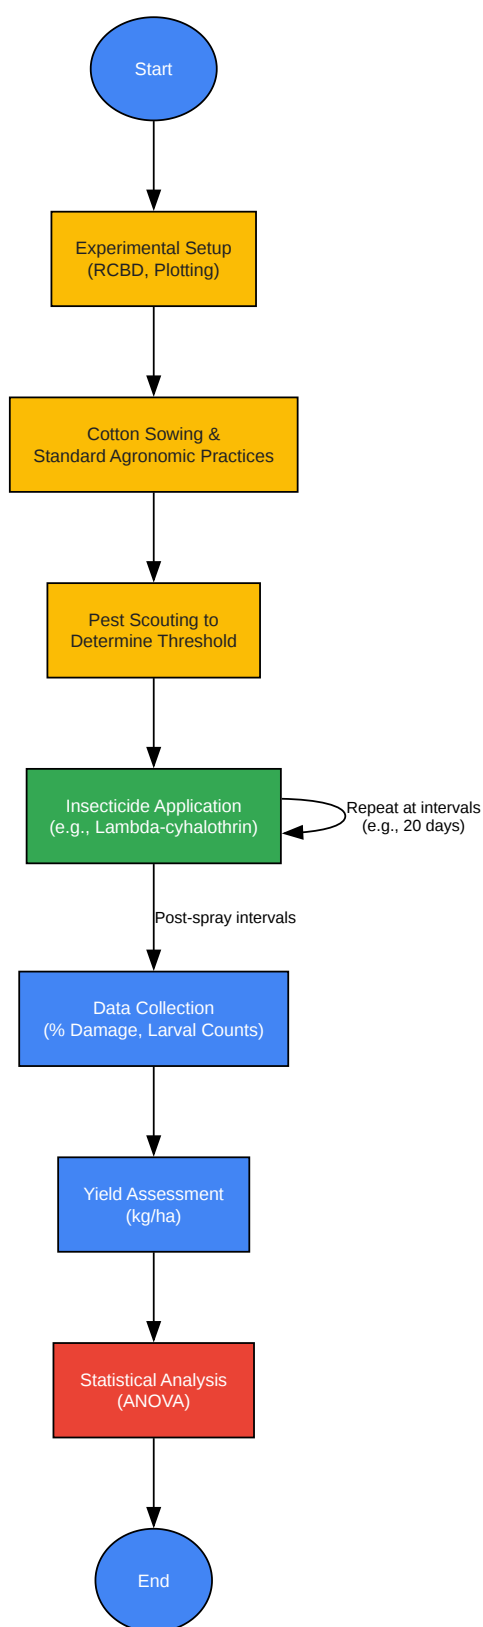 Start
Experimental Setup
(RCBD, Plotting)
Cotton Sowing &
Standard Agronomic Practices
Pest Scouting to
Determine Threshold
Insecticide Application
(e.g., Lambda-cyhalothrin)
Repeat at intervals
(e.g., 20 days)
Post-spray intervals
Data Collection
(% Damage, Larval Counts)
Yield Assessment
(kg/ha)
Statistical Analysis
(ANOVA)
End